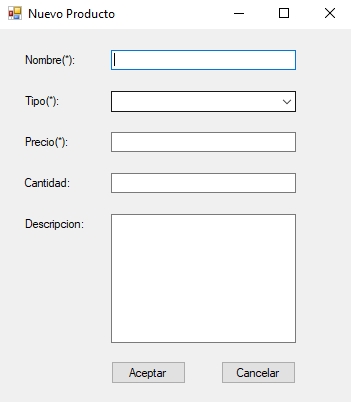 Nuevo Producto
Nombre(*):
Tipo(*):
Precio(*):
Cantidad:
Descripcion:
Aceptar
Cancelar